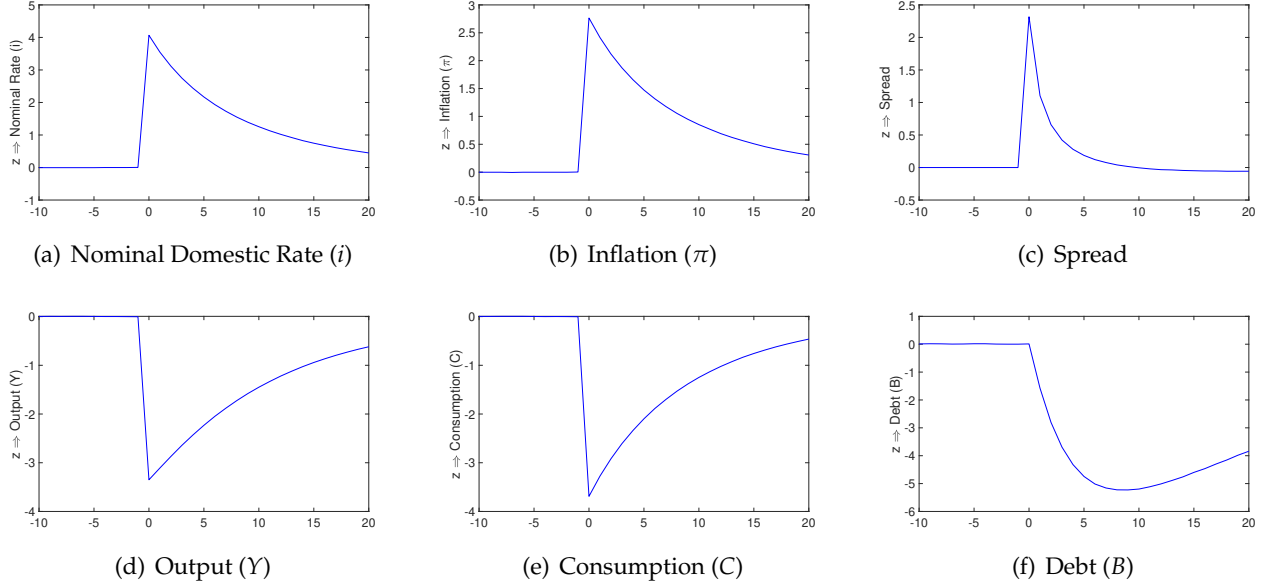 5
4
3
2
1
0
-1
z ⇒ Nominal Rate (i)
-10 -5 0 5 10 15 20
(a) Nominal Domestic Rate (i)
3
2.5
2
1.5
1
0.5
0
-0.5
z ⇒ Inflation (π)
-10 -5 0 5 10 15 20
(b) Inflation (π)
2.5
2
1.5
1
0.5
0
0.5
z ⇒ Spread
-10 -5 0 5 10 15 20
(c) Spread
0
-1
-2
-3
-4
z ⇒ Output (Y)
-10 -5 0 5 10 15 20
(d) Output (Y)
0
-1
-2
-3
-4
z ⇒ Consumption (C)
-10 -5 0 5 10 15 20
(e) Consumption (C)
1
0
-1
-2
-3
-4
-5
-6
z ⇒ Debt (B)
-10 -5 0 5 10 15 20
(f) Debt (B)